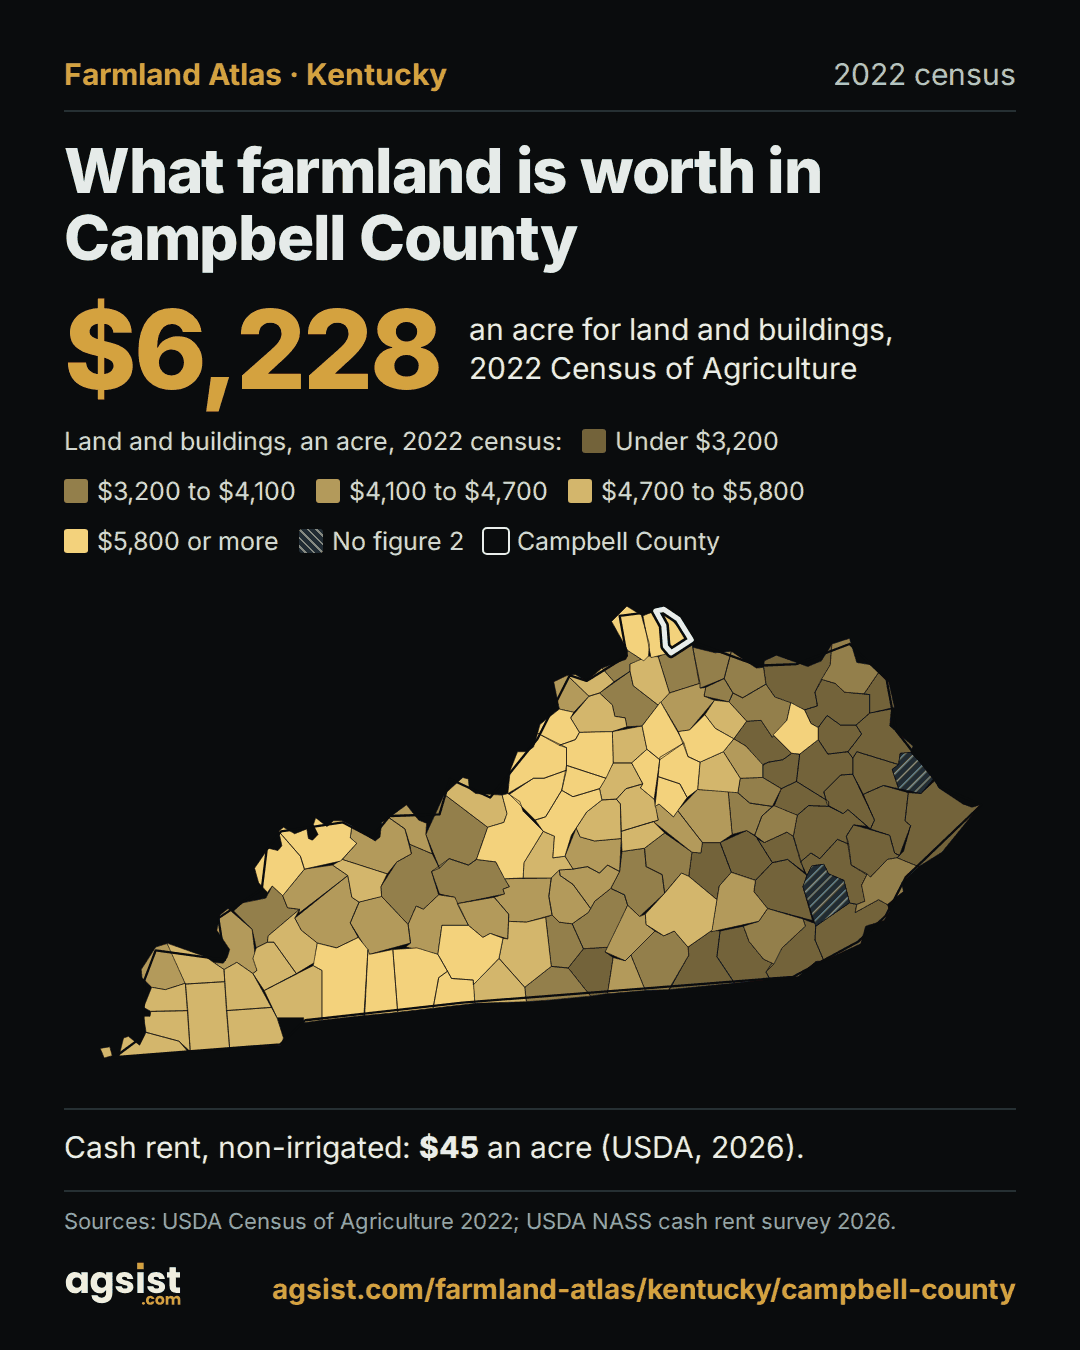 Farmland Atlas · Kentucky
2022 census
What farmland is worth in
Campbell County
$6,228
an acre for land and buildings,
2022 Census of Agriculture
Land and buildings, an acre, 2022 census: Under $3,200
$3,200 to $4,100 $4,100 to $4,700 $4,700 to $5,800
$5,800 or more No figure 2 Campbell County
Cash rent, non-irrigated: $45 an acre (USDA, 2026).
Sources: USDA Census of Agriculture 2022; USDA NASS cash rent survey 2026.
agsist
.com
agsist.com/farmland-atlas/kentucky/campbell-county